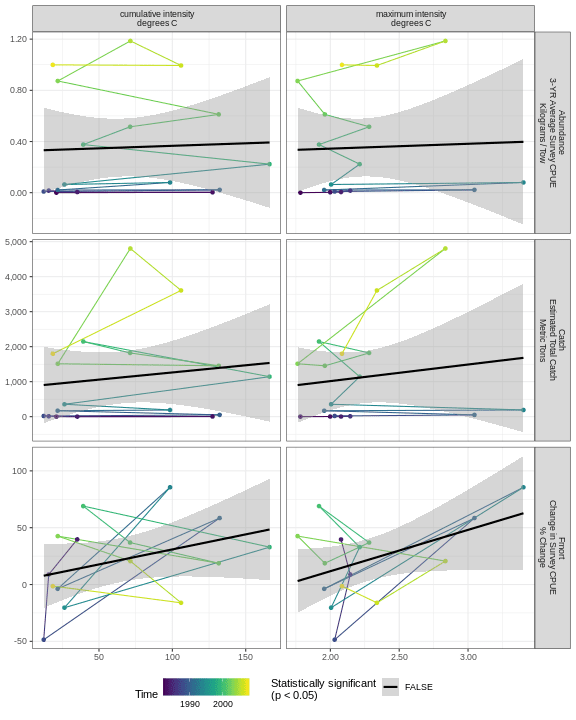 cumulative intensity
degrees C
maximum intensity
degrees C
1.20
0.80
0.40
0.00
Abundance
3-YR Average Survey CPUE
Kilograms / Tow
5,000
4,000
3,000
2,000
1,000
0
Catch
Estimated Total Catch
Metric Tons
100
50
0
-50
Fmort
Change in Survey CPUE
% Change
50
100
150
2.00
2.50
3.00
Time
1990
2000
Statistically significant
(p < 0.05)
FALSE